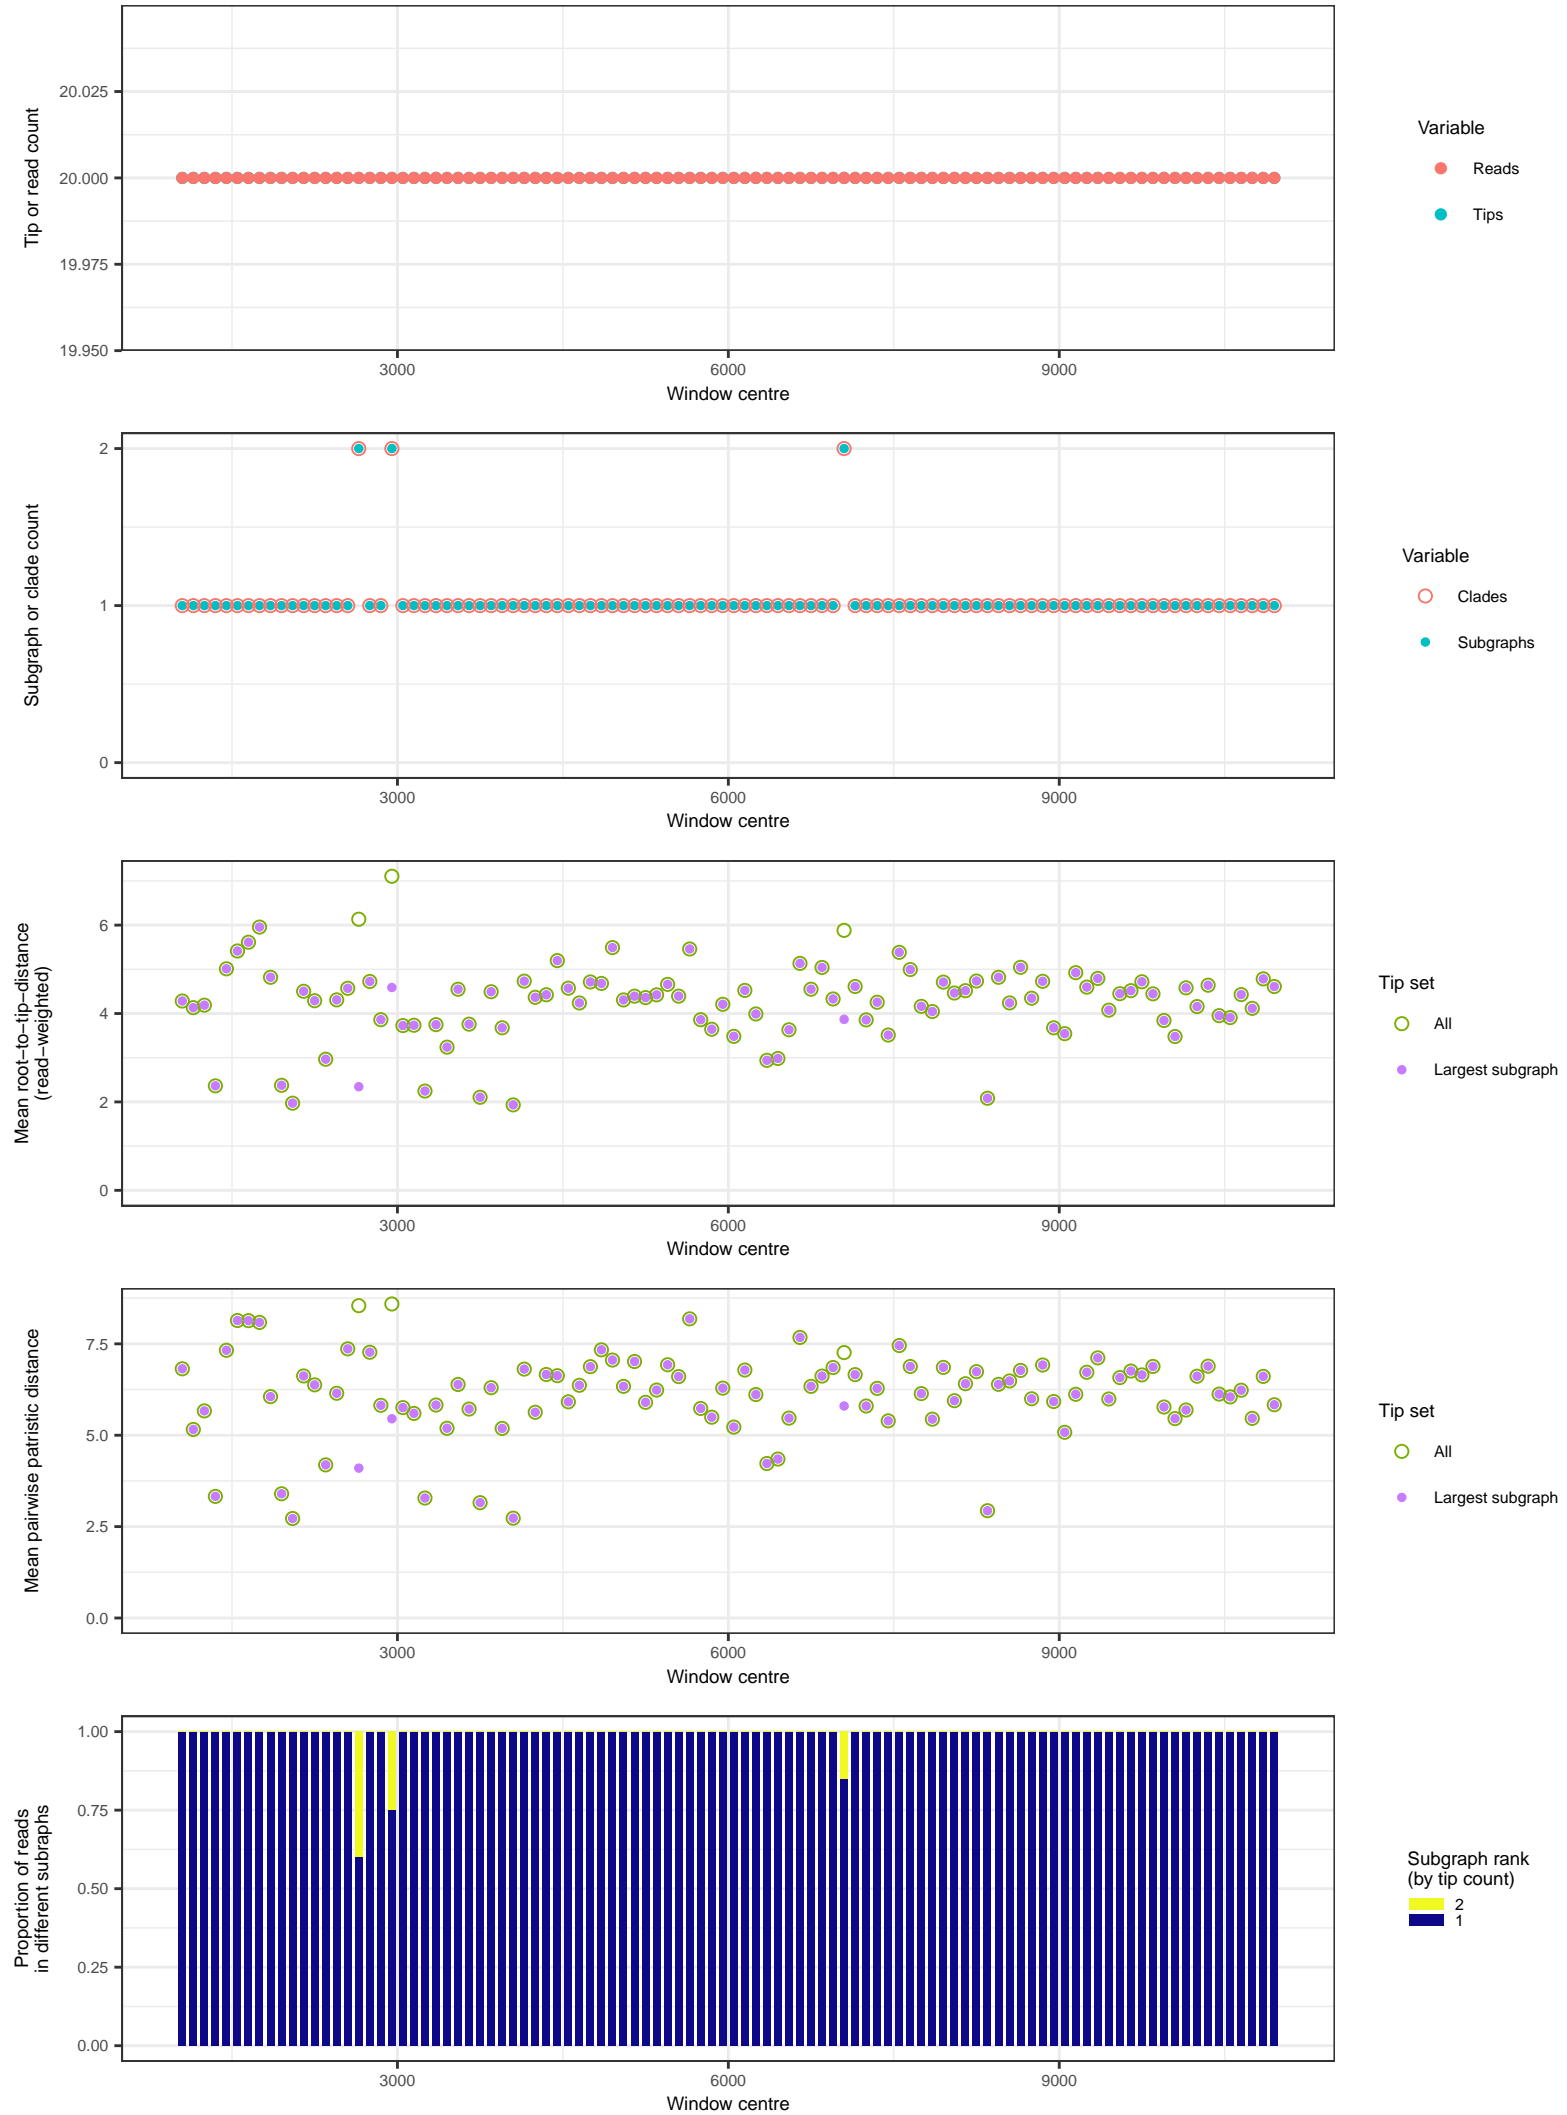 20.025
20.000
19.975
19.950
Tip or read count
3000
6000
9000
Window centre
Variable
Reads
Tips
2
1
0
Subgraph or clade count
3000
6000
9000
Window centre
Variable
Clades
Subgraphs
6
4
2
0
Mean root−to−tip−distance
(read−weighted)
3000
6000
9000
Window centre
Tip set
All
Largest subgraph
7.5
5.0
2.5
0.0
Mean pairwise patristic distance
3000
6000
9000
Window centre
Tip set
All
Largest subgraph
1.00
0.75
0.50
0.25
0.00
Proportion of reads
in different subraphs
3000
6000
9000
Window centre
Subgraph rank
(by tip count)
2
1